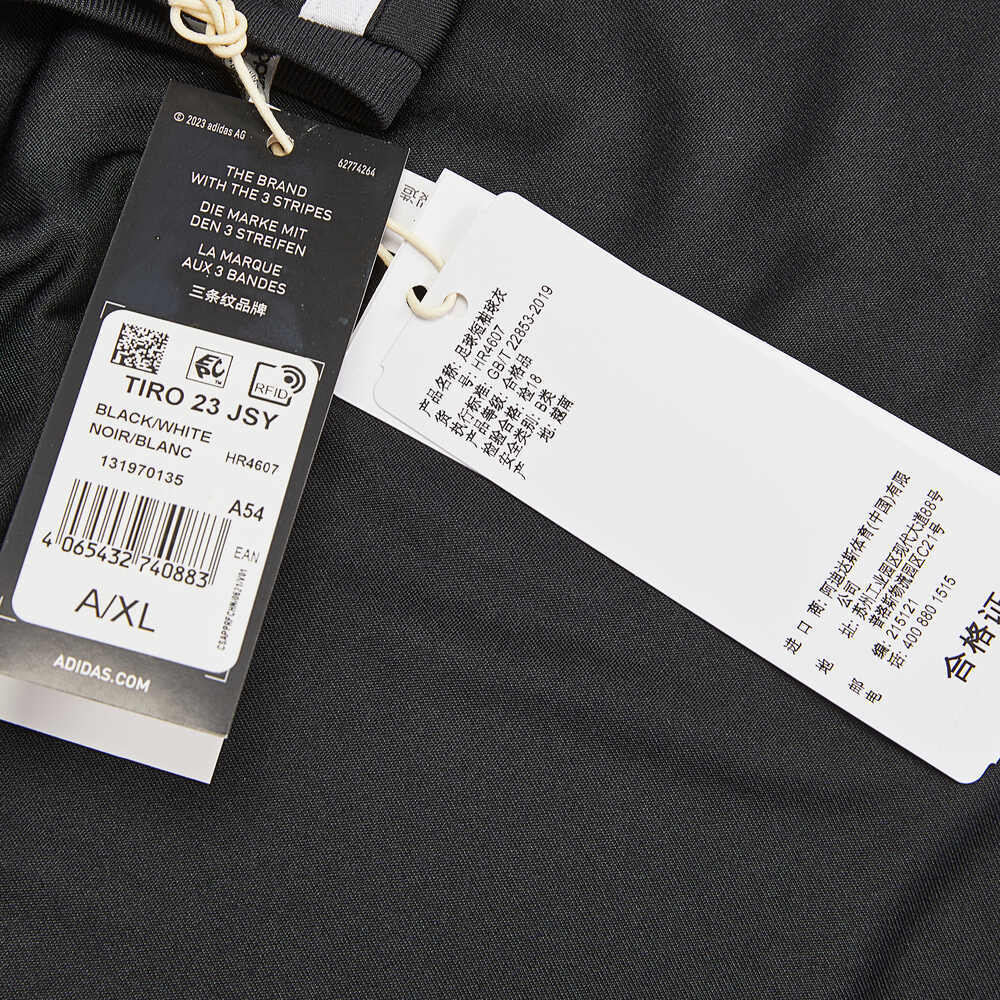 © 2023 adidas AG
62774264
THE BRAND
WITH THE 3 STRIPES
DIE MARKE MIT
DEN 3 STREIFEN
LA MARQUE
AUX 3 BANDES
三条纹品牌
RFID
TIRO 23 JSY
BLACK/WHITE
NOIR/BLANC
HR4607
131970135
A54
EAN
4 065432 740883
A/XL
ADIDAS.COM
产品名称: 足球短袖球衣
货 号: HR4607
执行标准: GB/T 22853-2019
产品编级: 合格品
检验合格: 合检18
安全类别: B类
产 地: 越南
进 口 商: 阿迪达斯体育(中国)有限
公司
地 址: 苏州工业园区现代大道88号
普洛斯物流园区C21号
邮 编: 215121
电 话: 400 880 1515
合格证